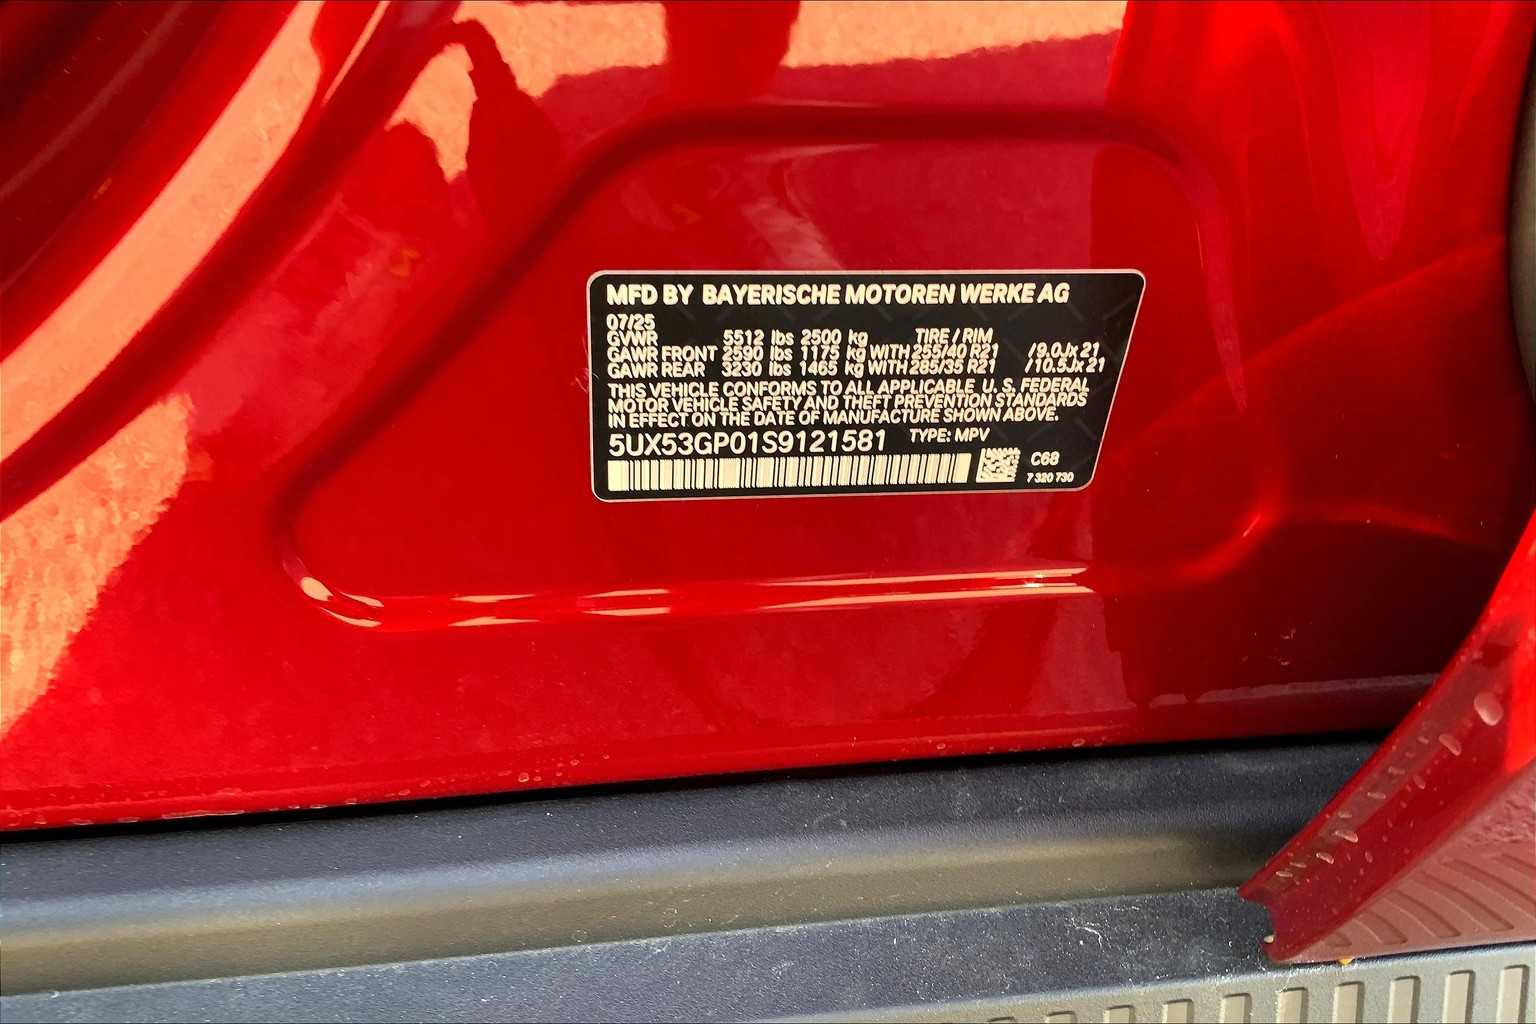 MFD BY BAYERISCHE MOTOREN WERKE AG
07/25
GVWR 5512 lbs 2500 kg TIRE / RIM
GAWR FRONT 2590 lbs 1175 kg WITH 255/40 R21 /9.0Jx 21
GAWR REAR 3230 lbs 1465 kg WITH 285/35 R21 /10.5Jx 21
THIS VEHICLE CONFORMS TO ALL APPLICABLE U. S. FEDERAL
MOTOR VEHICLE SAFETY AND THEFT PREVENTION STANDARDS
IN EFFECT ON THE DATE OF MANUFACTURE SHOWN ABOVE.
5UX53GP01S9121581 TYPE: MPV
C68
7 320 730